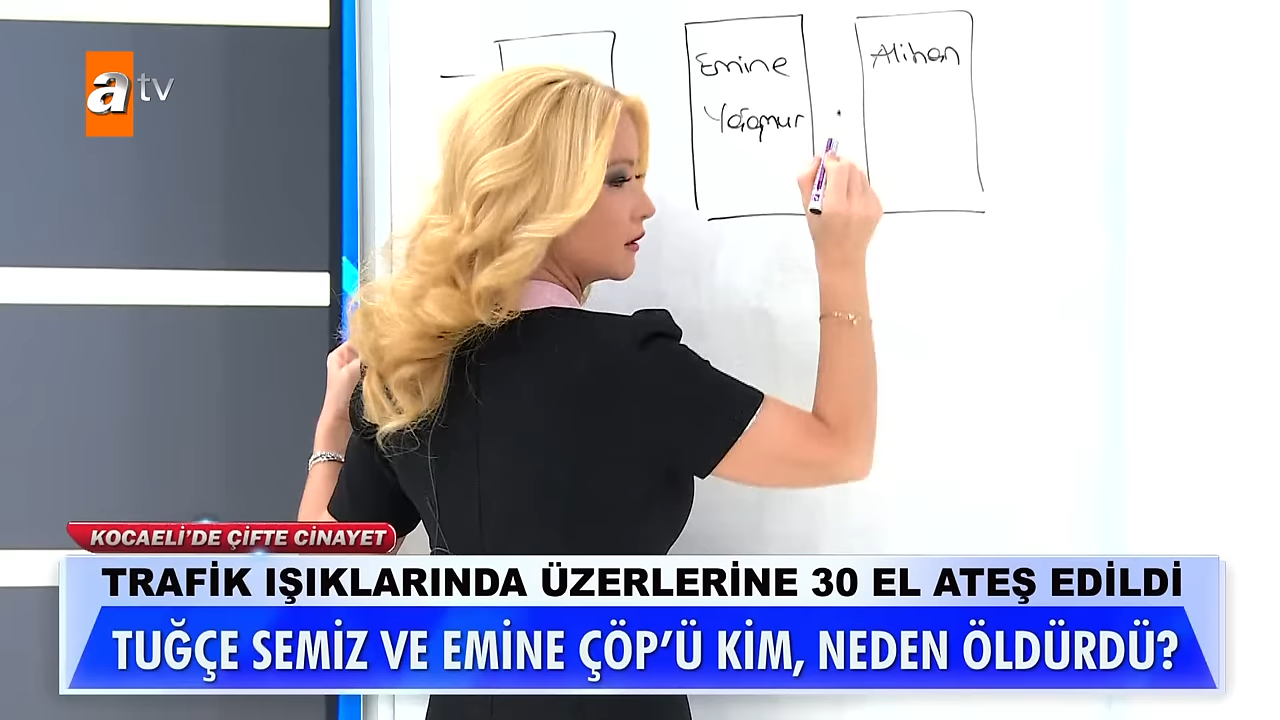 atv
Emine
Yağmur
Alihan
KOCAELİ'DE ÇİFTE CİNAYET
TRAFİK IŞIKLARINDA ÜZERLERİNE 30 EL ATEŞ EDİLDİ
TUĞÇE SEMİZ VE EMİNE ÇÖP'Ü KİM, NEDEN ÖLDÜRDÜ?